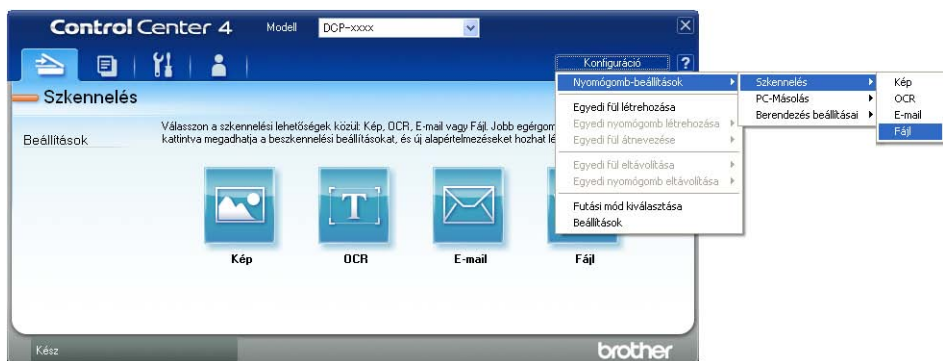 Control Center 4
Modell
DCP-xxxx
Konfiguráció
?
Nyomógomb-beállítások
Szkennelés
Kép
PC-Másolás
OCR
Berendezés beállításai
E-mail
Fájl
Egyedi fül létrehozása
Egyedi nyomógomb létrehozása
Egyedi fül átnevezése
Egyedi fül eltávolítása
Egyedi nyomógomb eltávolítása
Futási mód kiválasztása
Beállítások
Szkennelés
Beállítások
Válasszon a szkennelési lehetőségek közül: Kép, OCR, E-mail vagy Fájl. Jobb egérgom
kattintva megadhatja a beszkennelési beállításokat, és új alapértelmezéseket hozhat lé
T
Kép
OCR
E-mail
Fájl
Kész
brother